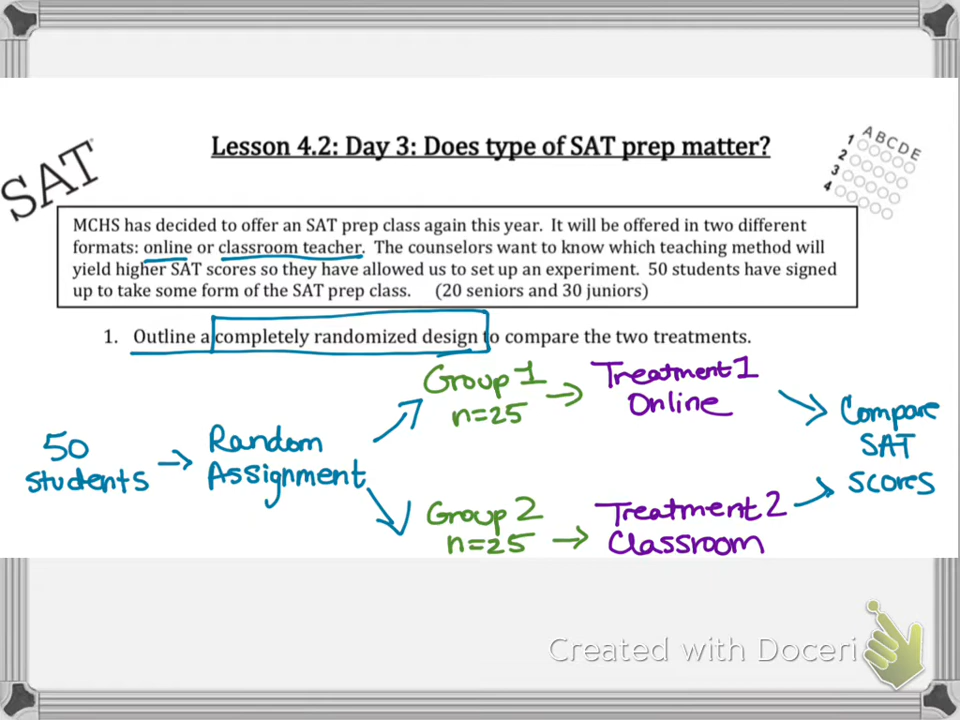 SAT
Lesson 4.2: Day 3: Does type of SAT prep matter?
A B C D E
1
2
3
4
MCHS has decided to offer an SAT prep class again this year. It will be offered in two different
formats: online or classroom teacher. The counselors want to know which teaching method will
yield higher SAT scores so they have allowed us to set up an experiment. 50 students have signed
up to take some form of the SAT prep class. (20 seniors and 30 juniors)
1. Outline a completely randomized design to compare the two treatments.
50
students
→ Random
Assignment
Group 1
n=25
→ Treatment 1
Online
Group 2
n=25
→ Treatment 2
Classroom
Compare
SAT
scores
Created with Doceri